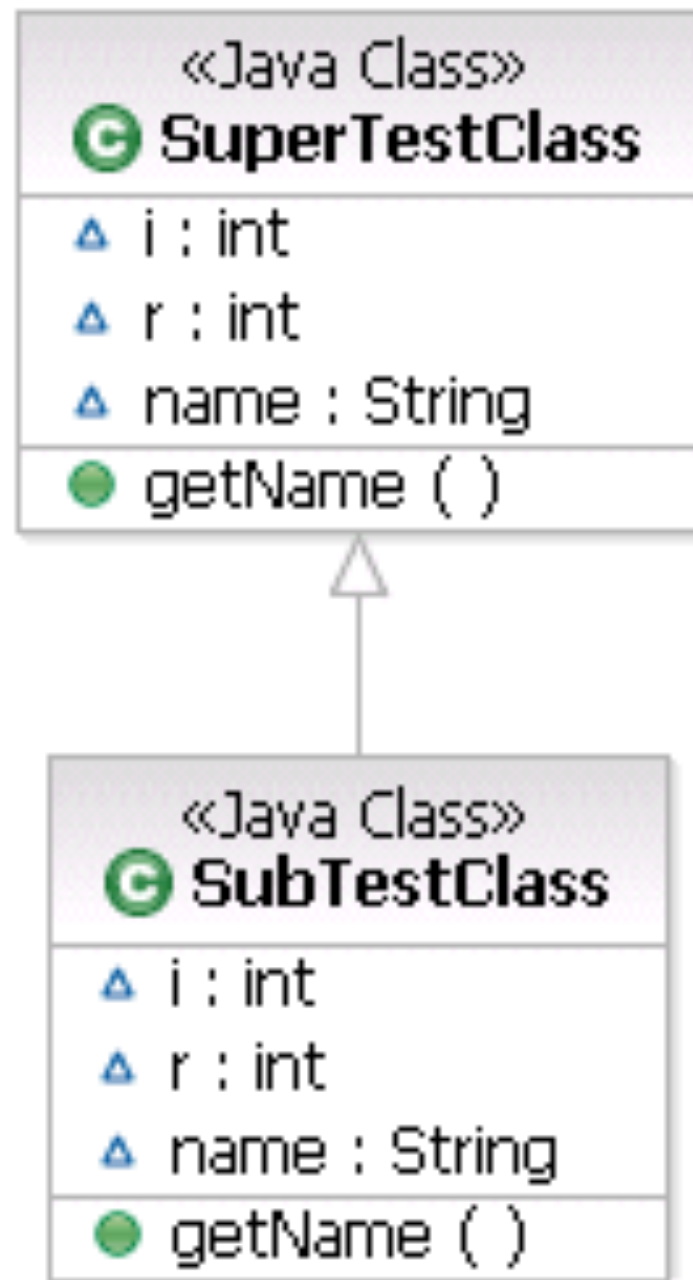 «Java Class»
C SuperTestClass
i : int
r : int
name : String
getName ( )
«Java Class»
C SubTestClass
i : int
r : int
name : String
getName ( )